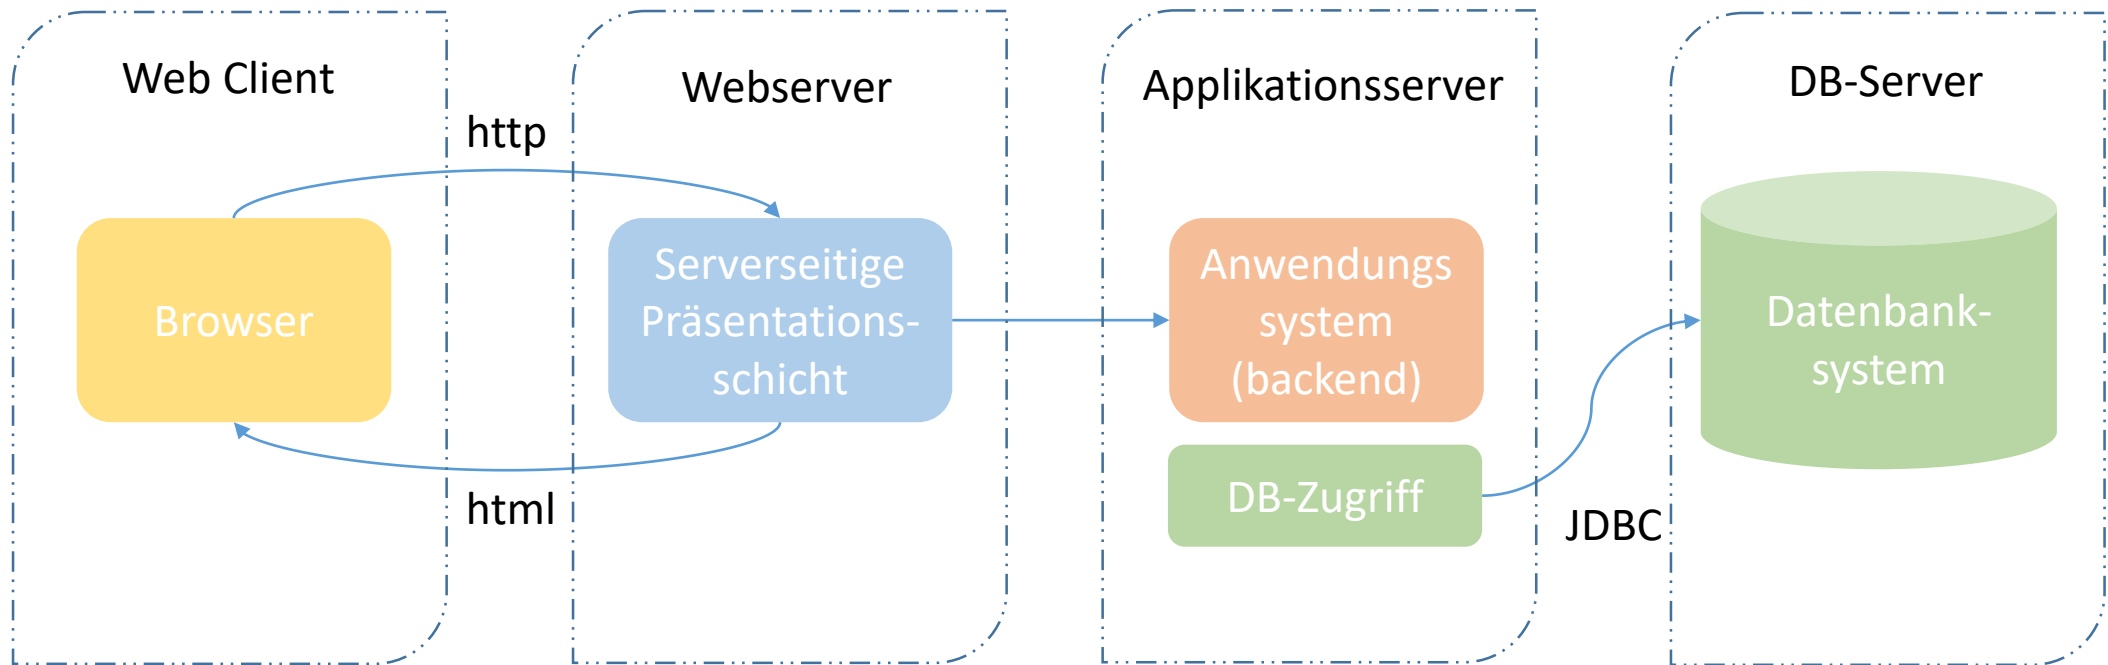 Web Client
http
Browser
html
Webserver
Serverseitige
Präsentations-
schicht
Applikationsserver
Anwendungs
system
(backend)
DB-Zugriff
JDBC
DB-Server
Datenbank-
system